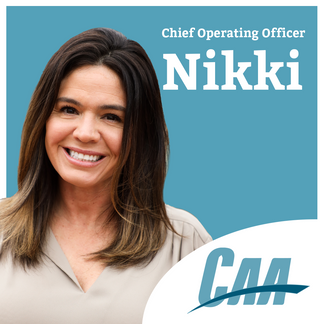 Chief Operating Officer
Nikki
CAA